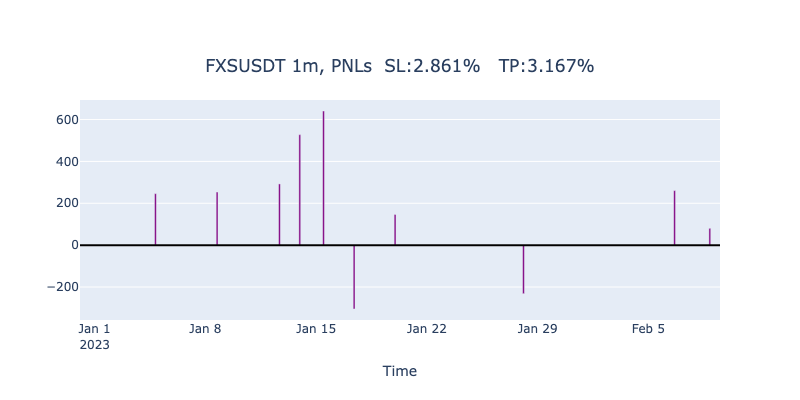 FXSUSDT 1m, PNLs  SL:2.861%   TP:3.167%
600
400
200
0
−200
Jan 1 Jan 8 Jan 15 Jan 22 Jan 29 Feb 5
2023
Time